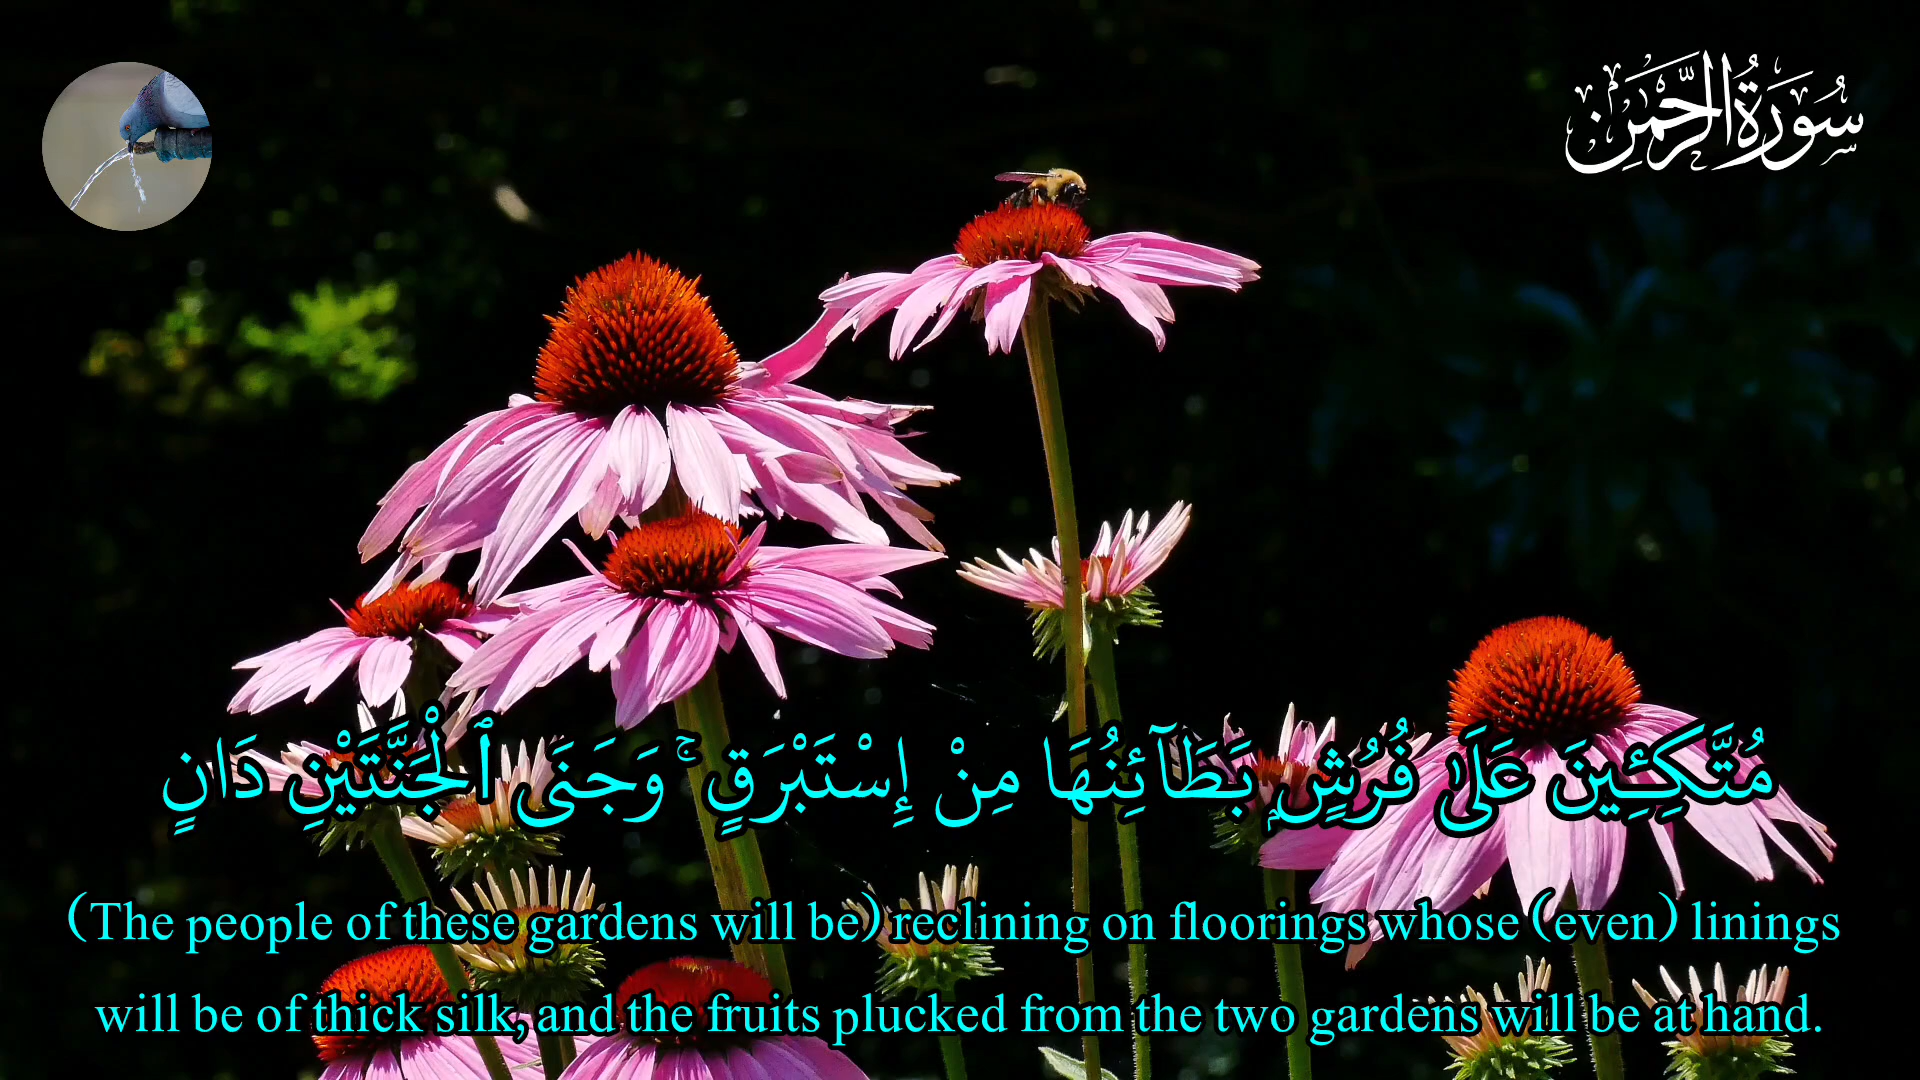 سُورَةُ الرَّحْمَٰن
مُتَّكِـِٔينَ عَلَىٰ فُرُشٍۭ بَطَآئِنُهَا مِنْ إِسْتَبْرَقٍ ۚ وَجَنَى ٱلْجَنَّتَيْنِ دَانٍ
(The people of these gardens will be) reclining on floorings whose (even) linings
will be of thick silk, and the fruits plucked from the two gardens will be at hand.